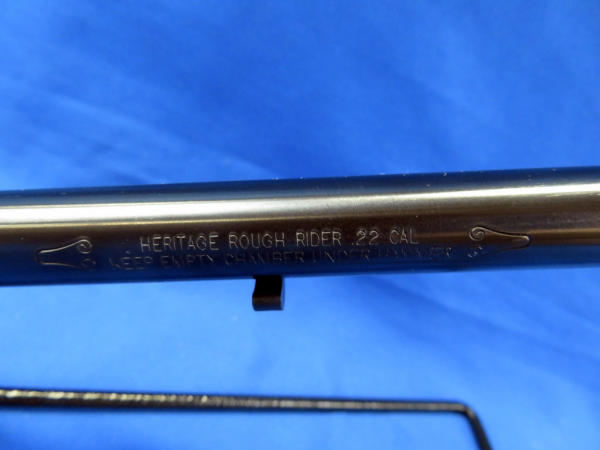 HERITAGE ROUGH RIDER .22 CAL
KEEP EMPTY CHAMBER UNDER HAMMER